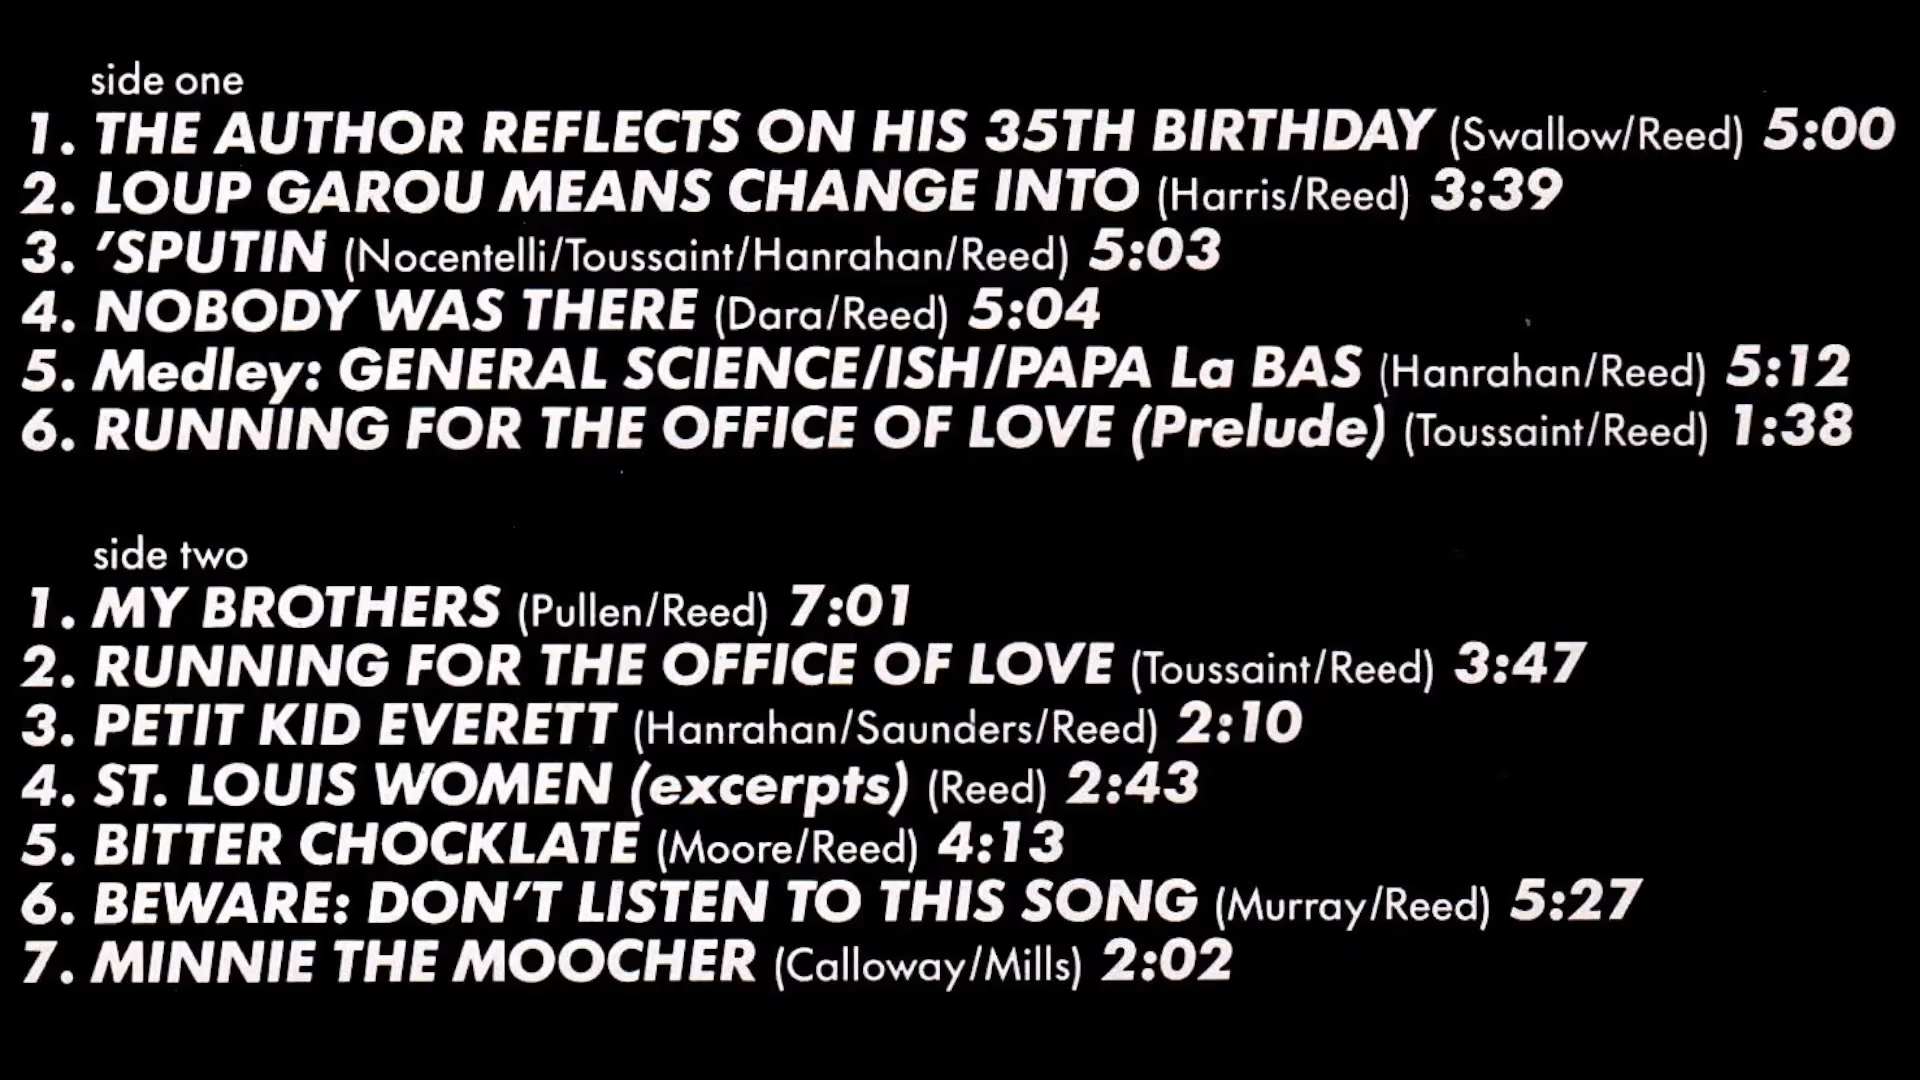 side one
1. THE AUTHOR REFLECTS ON HIS 35TH BIRTHDAY (Swallow/Reed) 5:00
2. LOUP GAROU MEANS CHANGE INTO (Harris/Reed) 3:39
3. ’SPUTIN (Nocentelli/Toussaint/Hanrahan/Reed) 5:03
4. NOBODY WAS THERE (Dara/Reed) 5:04
5. Medley: GENERAL SCIENCE/ISH/PAPA La BAS (Hanrahan/Reed) 5:12
6. RUNNING FOR THE OFFICE OF LOVE (Prelude) (Toussaint/Reed) 1:38
side two
1. MY BROTHERS (Pullen/Reed) 7:01
2. RUNNING FOR THE OFFICE OF LOVE (Toussaint/Reed) 3:47
3. PETIT KID EVERETT (Hanrahan/Saunders/Reed) 2:10
4. ST. LOUIS WOMEN (excerpts) (Reed) 2:43
5. BITTER CHOCKLATE (Moore/Reed) 4:13
6. BEWARE: DON’T LISTEN TO THIS SONG (Murray/Reed) 5:27
7. MINNIE THE MOOCHER (Calloway/Mills) 2:02